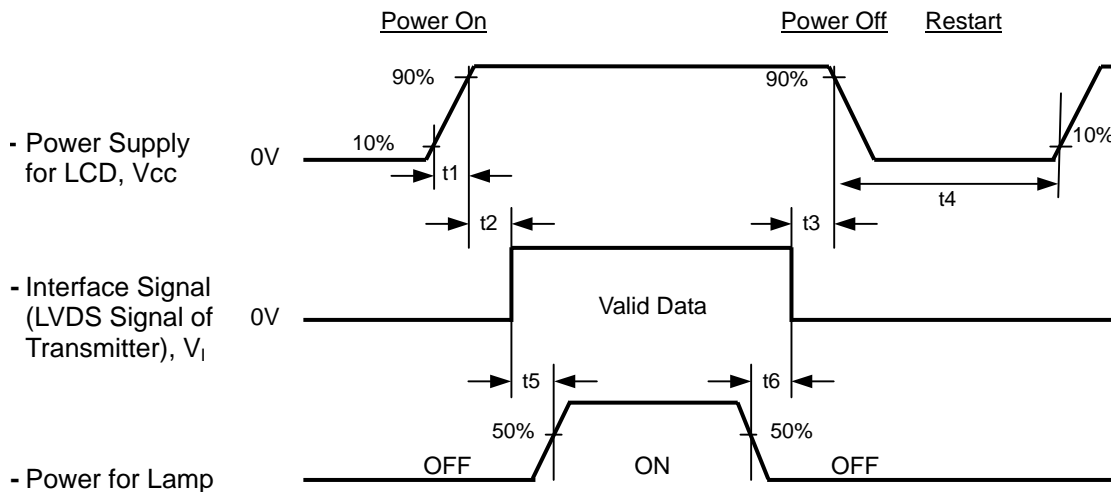 Power On
Power Off
Restart
90%
90%
10%
10%
- Power Supply
for LCD, Vcc
0V
t1
t4
t2
t3
- Interface Signal
(LVDS Signal of
Transmitter), VI
0V
Valid Data
t5
t6
50%
50%
OFF
ON
OFF
- Power for Lamp